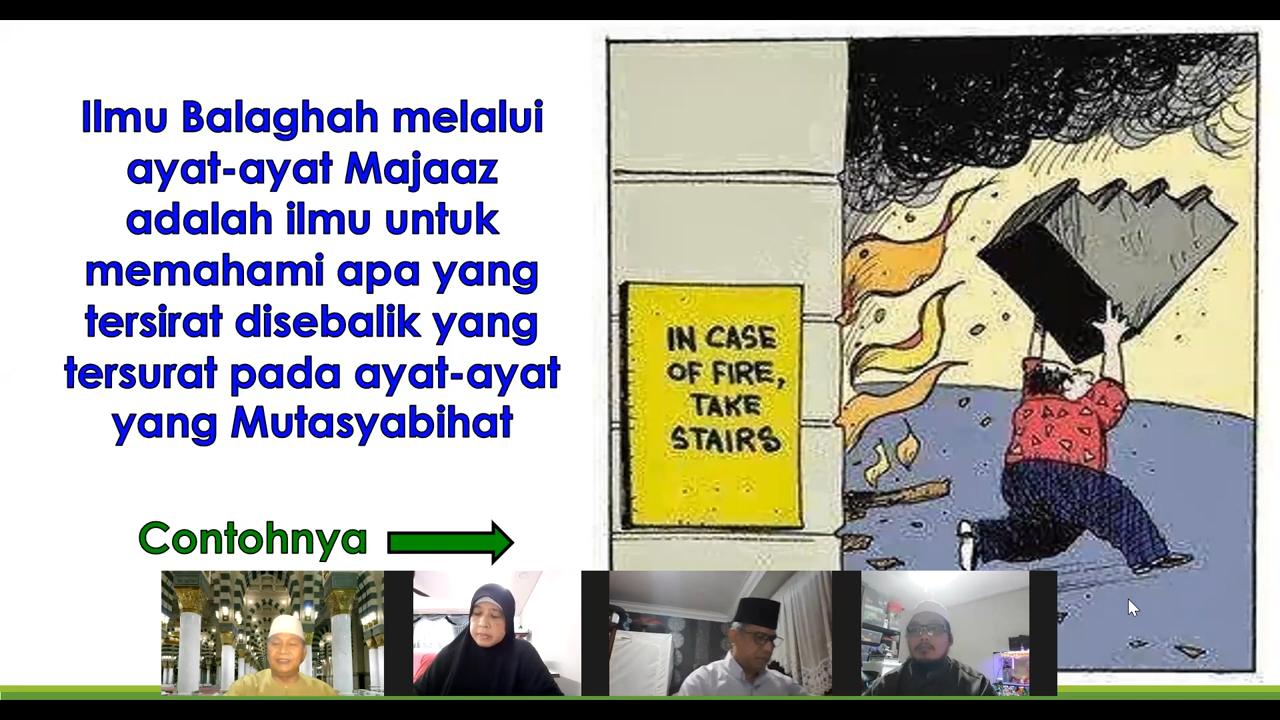 Ilmu Balaghah melalui
ayat-ayat Majaaz
adalah ilmu untuk
memahami apa yang
tersirat disebalik yang
tersurat pada ayat-ayat
yang Mutasyabihat
Contohnya
IN CASE
OF FIRE,
TAKE
STAIRS